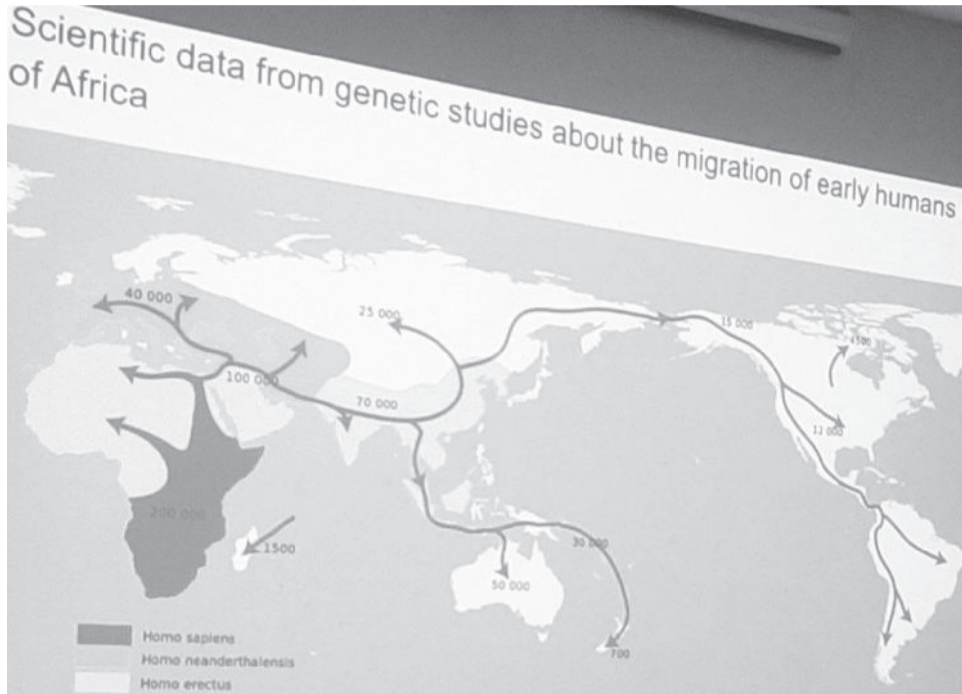 Scientific data from genetic studies about the migration of early humans
of Africa
40 000
25 000
15 000
4500
100 000
70 000
12 000
200 000
1500
30 000
50 000
700
Homo sapiens
Homo neanderthalensis
Homo erectus